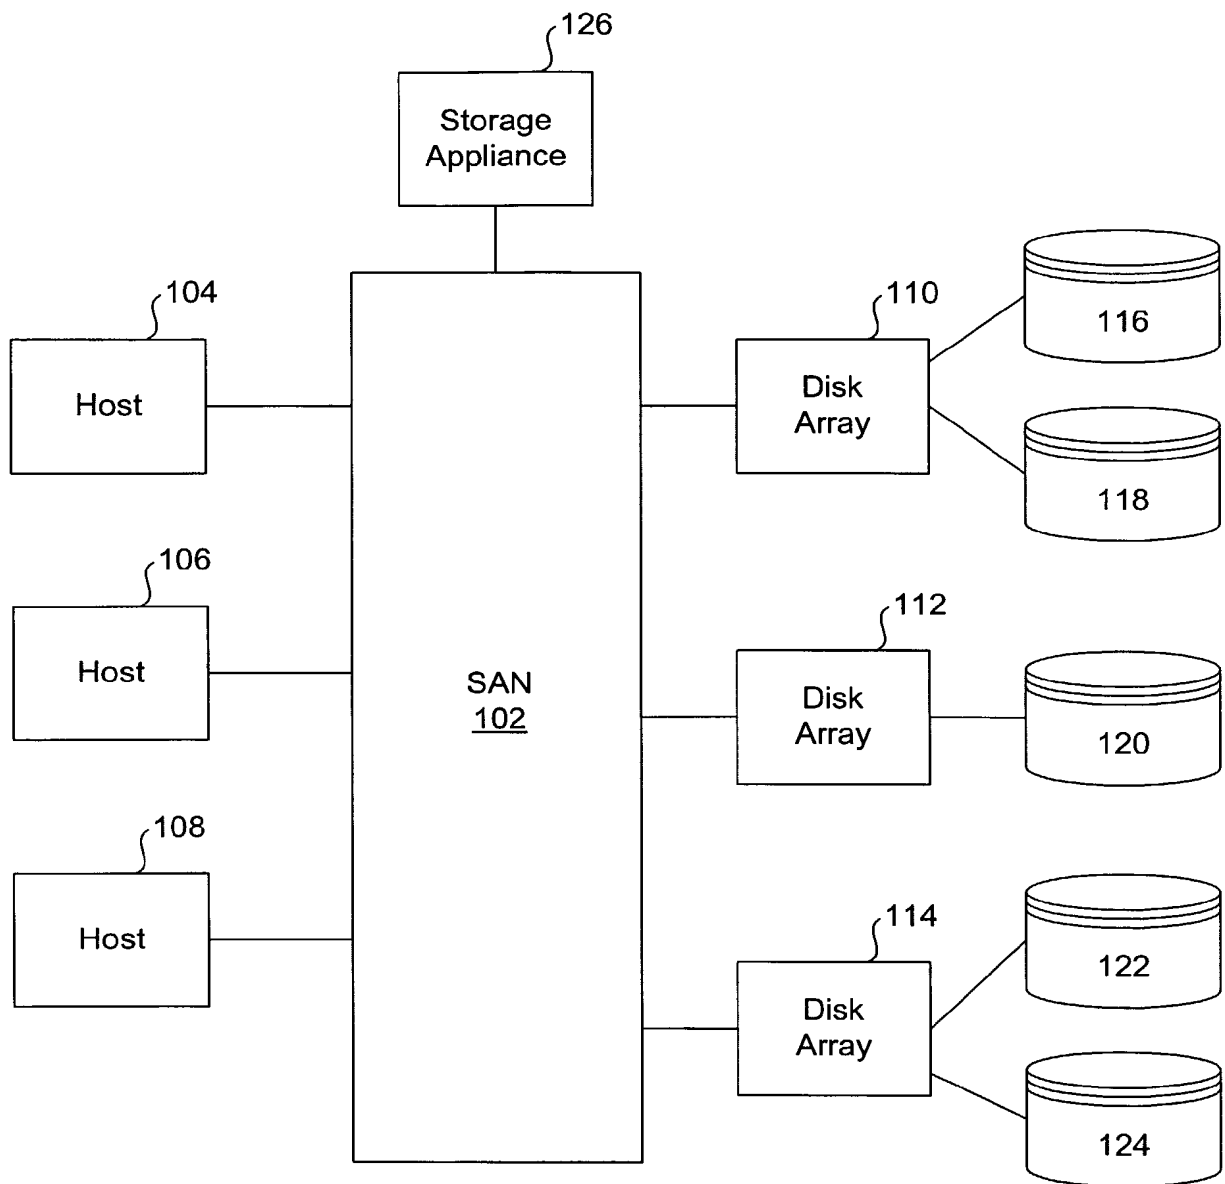 126
Storage
Appliance
104
Host
110
Disk
Array
116
118
106
Host
SAN
102
112
Disk
Array
120
108
Host
114
Disk
Array
122
124